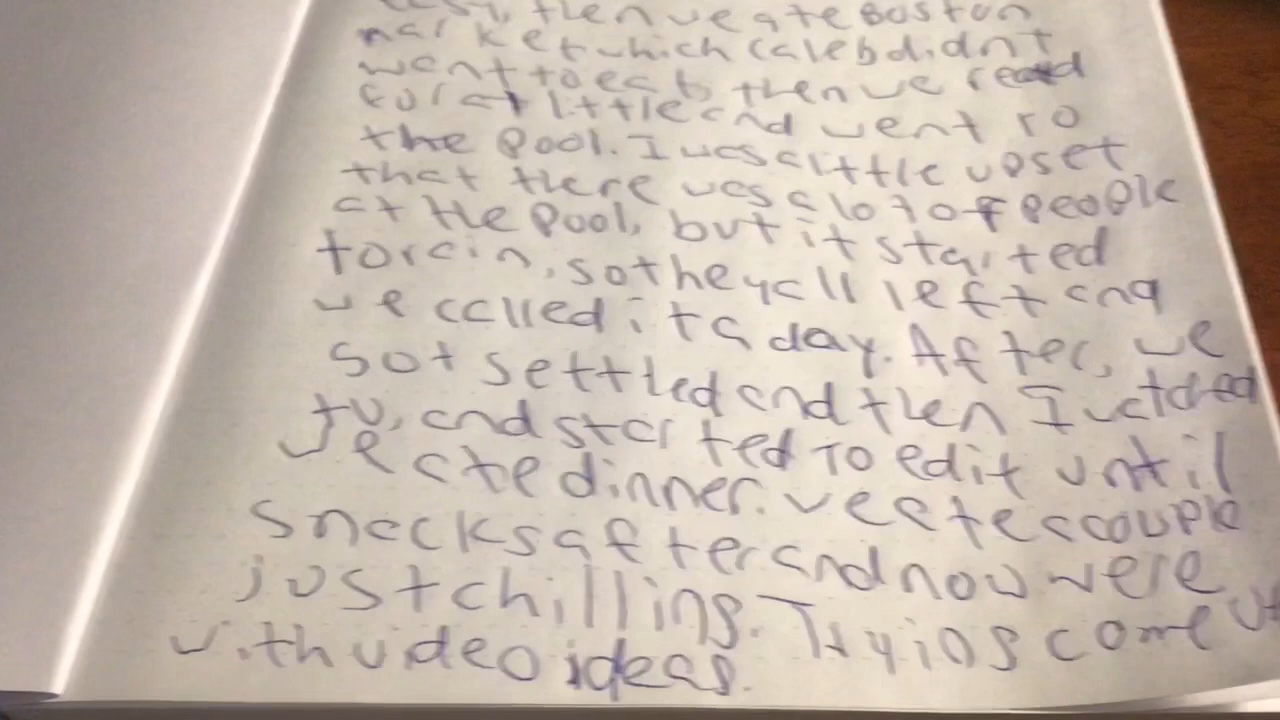 then we ate Boston
market which caleb didnt
want to eat, then we read
for a little and went to
the pool. I was a little upset
that there was a lot of people
at the pool, but it started
to rain, so they all left and
we called it a day. After, we
got settled and then I watched
tv, and started to edit until
we ate dinner. We ate a couple
snacks after and now were
just chilling. Trying come up
with video ideas.